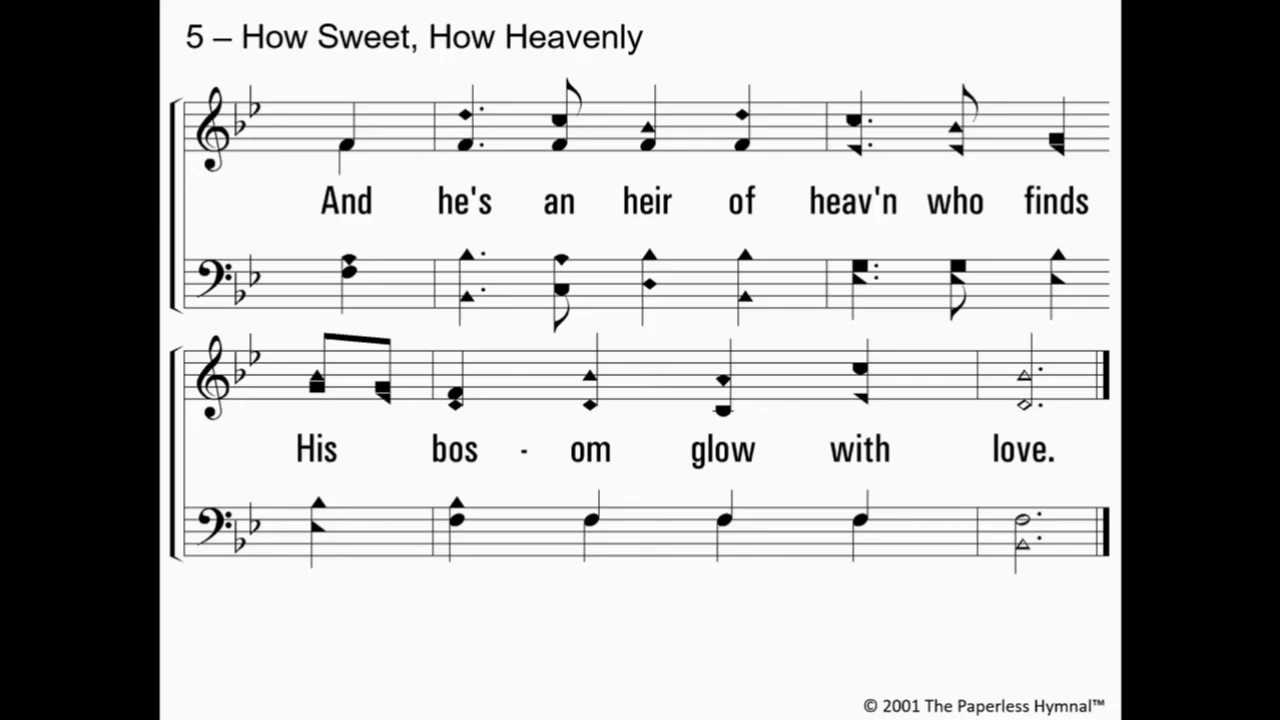 5 – How Sweet, How Heavenly
And he's an heir of heav'n who finds
His bos - om glow with love.
© 2001 The Paperless Hymnal™